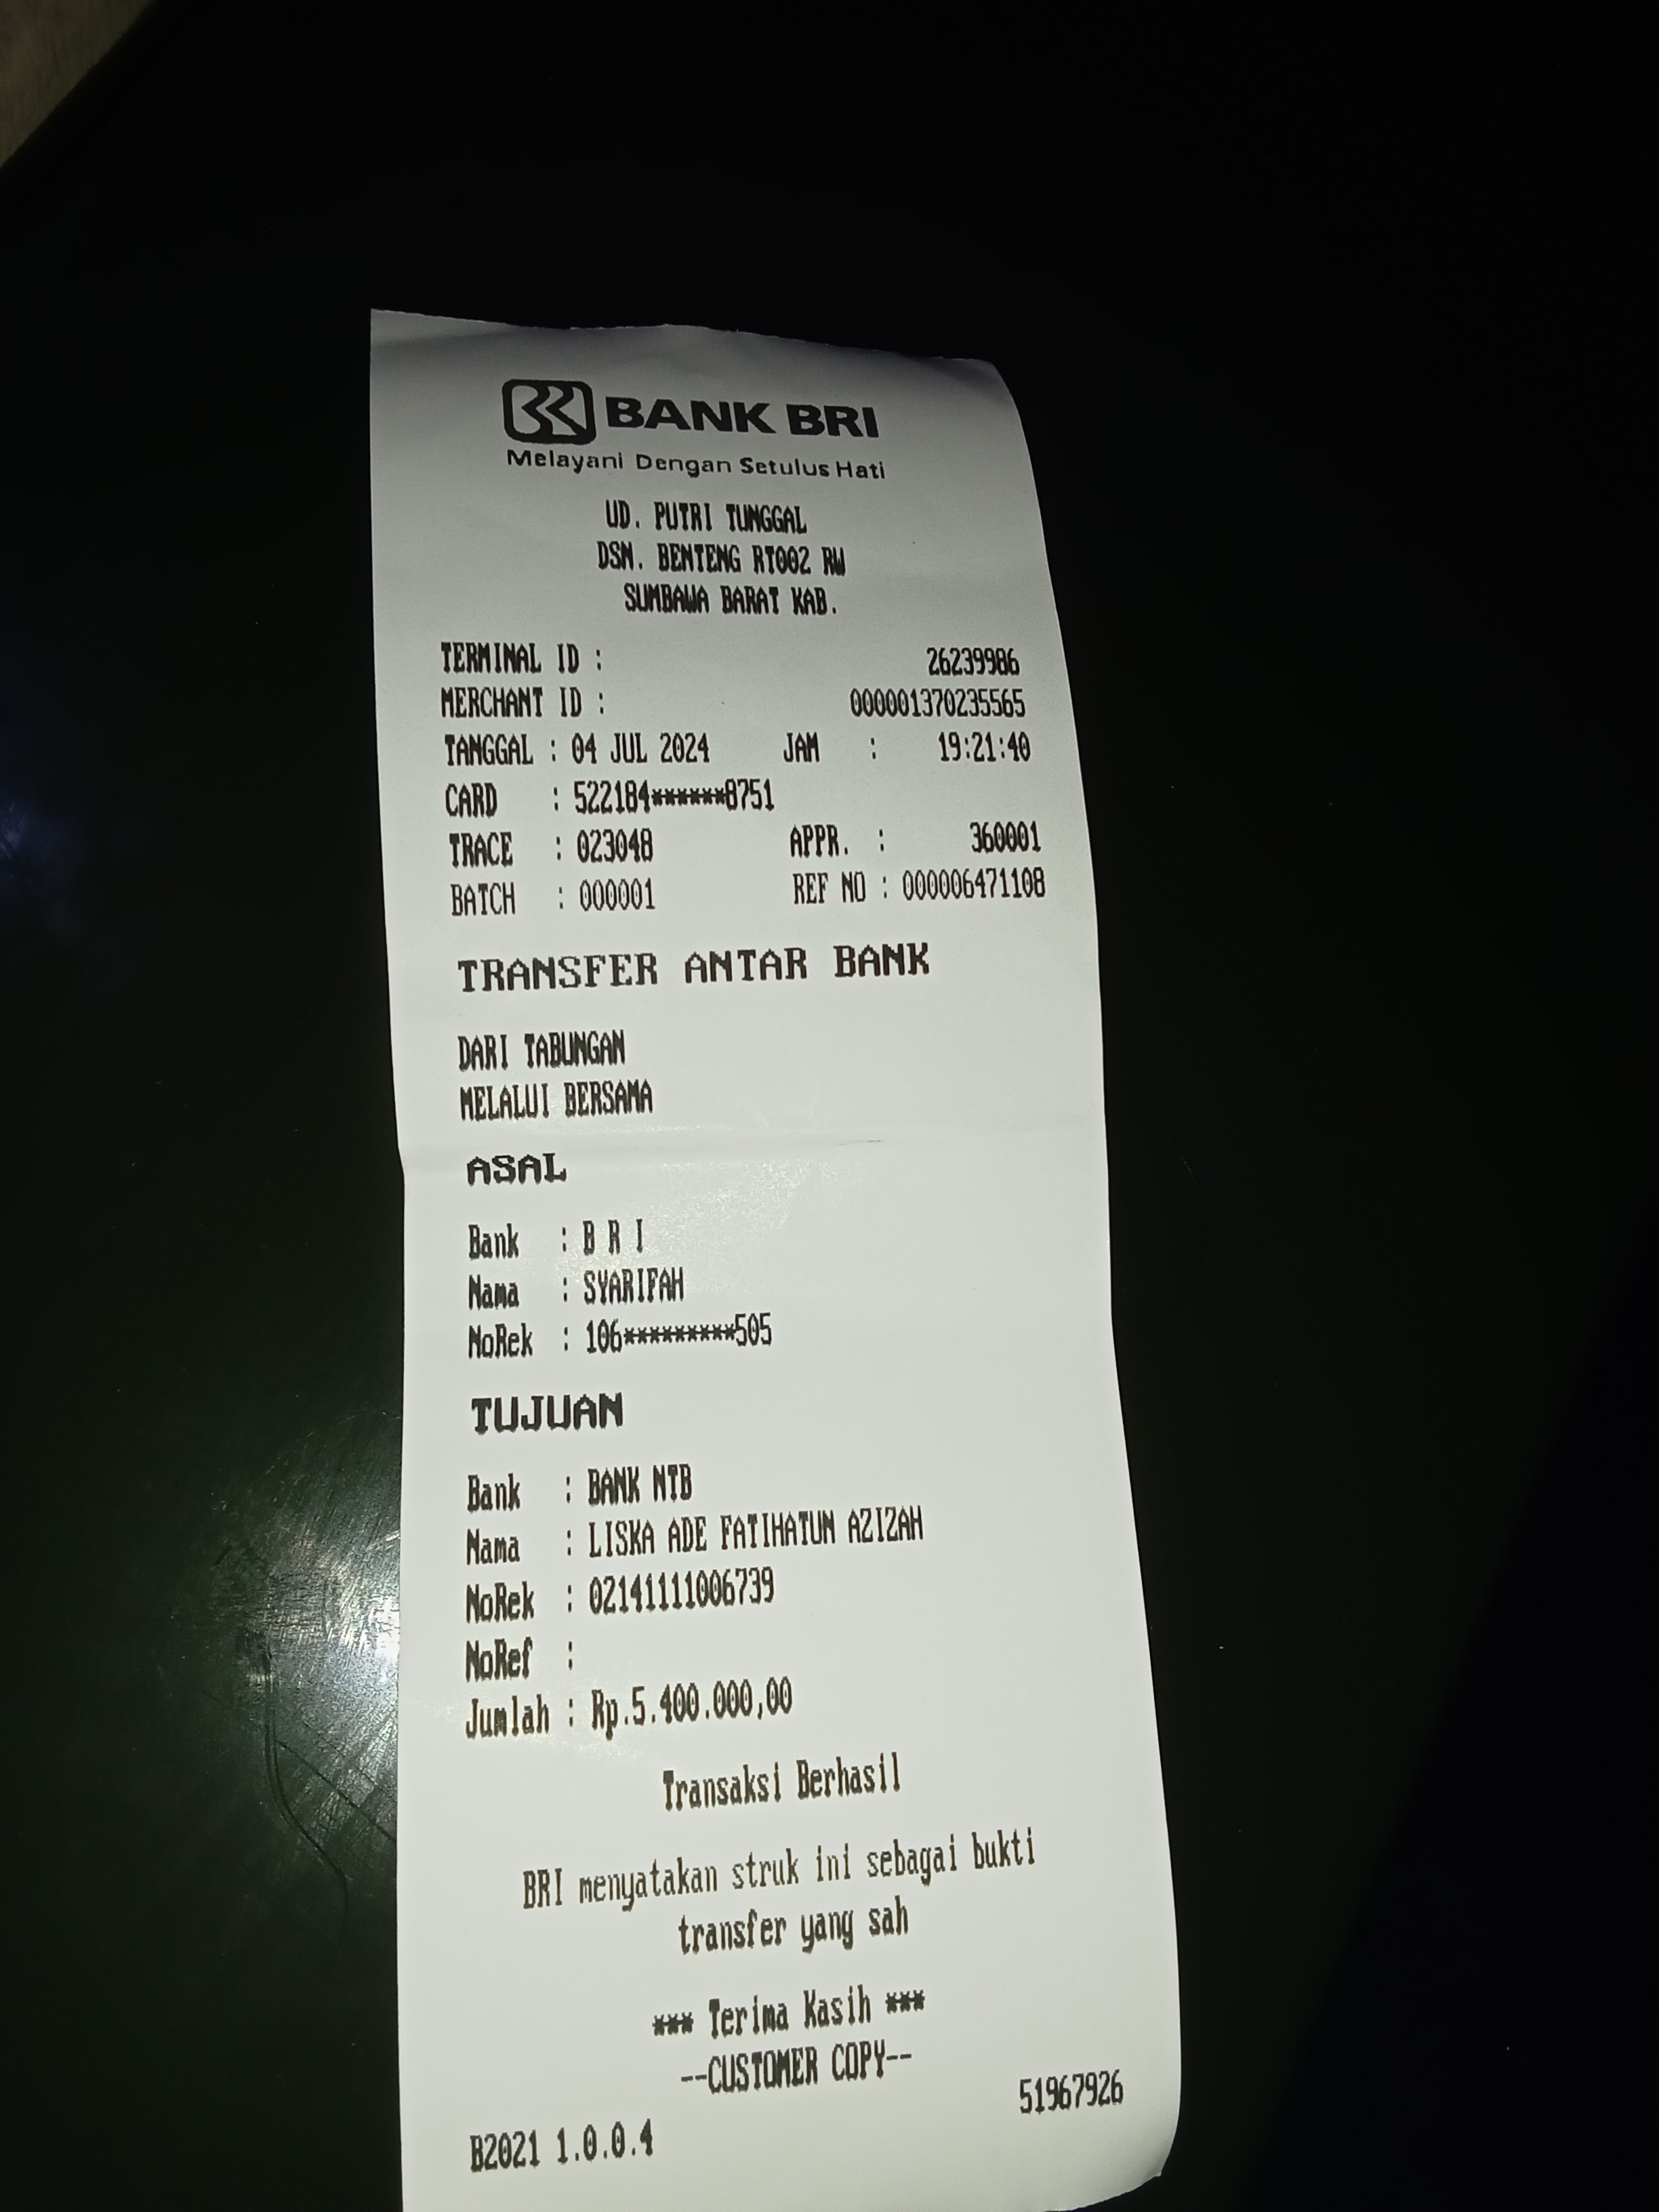 BANK BRI
Melayani Dengan Setulus Hati
UD. PUTRI TUNGGAL
DSN. BENTENG RT002 RW
SUMBAWA BARAT KAB.
TERMINAL ID : 26239986
MERCHANT ID : 000001370235565
TANGGAL : 04 JUL 2024 JAM : 19:21:40
CARD : 522184******8751
TRACE : 023048 APPR. : 360001
BATCH : 000001 REF NO : 000006471108
TRANSFER ANTAR BANK
DARI TABUNGAN
MELALUI BERSAMA
ASAL
Bank : B R I
Nama : SYARIFAH
NoRek : 106*********505
TUJUAN
Bank : BANK NTB
Nama : LISKA ADE FATIHATUN AZIZAH
NoRek : 02141111006739
NoRef :
Jumlah : Rp.5.400.000,00
Transaksi Berhasil
BRI menyatakan struk ini sebagai bukti
transfer yang sah
*** Terima Kasih ***
--CUSTOMER COPY--
51967926
B2021 1.0.0.4